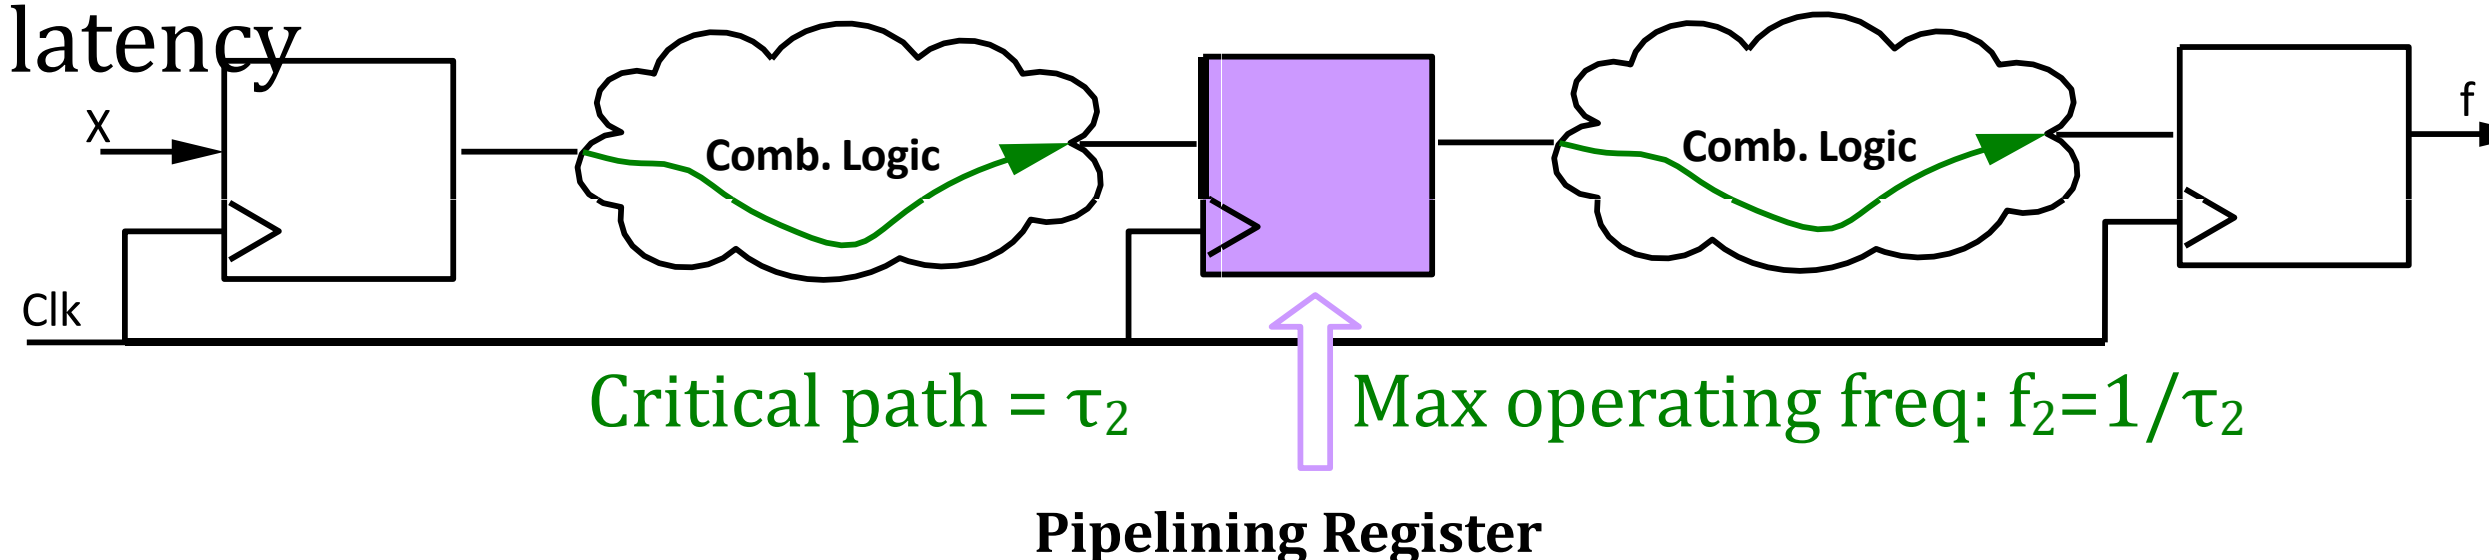 latency
X
Comb. Logic
Comb. Logic
f
Clk
Critical path = τ₂
Max operating freq: f₂=1/τ₂
Pipelining Register